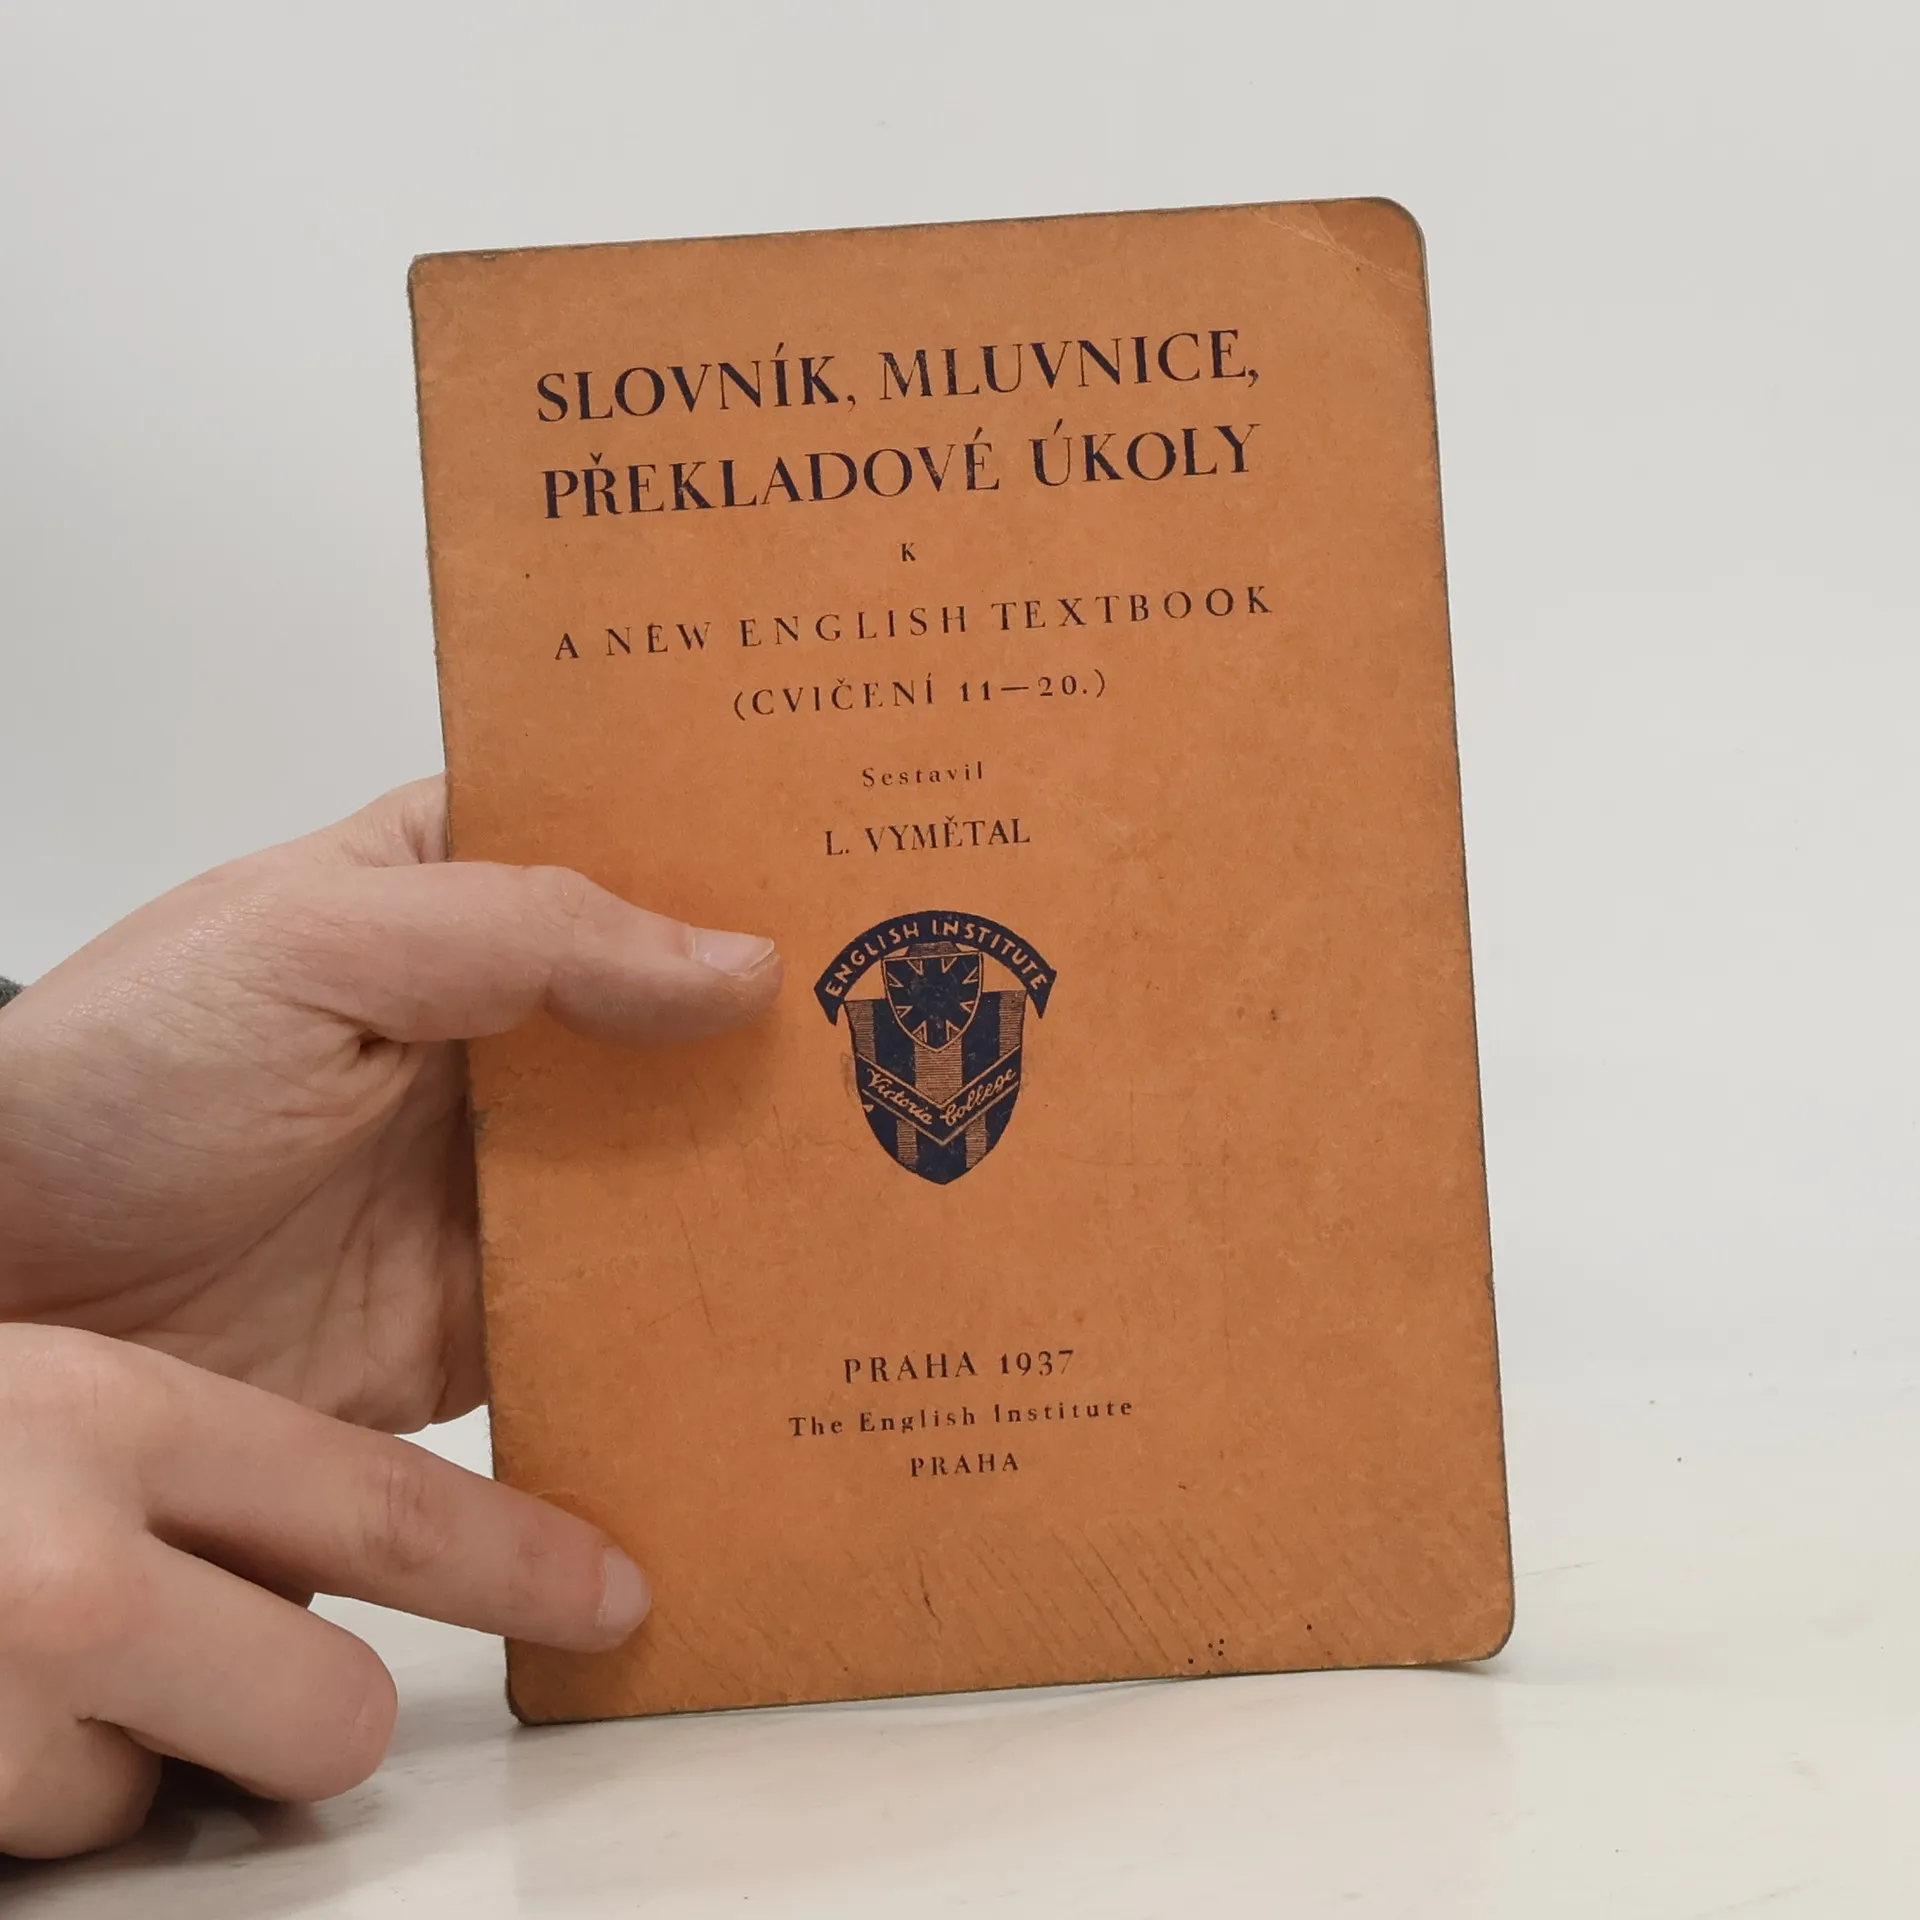 SLOVNÍK, MLUVNICE,
PŘEKLADOVÉ ÚKOLY
K
A NEW ENGLISH TEXTBOOK
(CVIČENÍ 11—20.)
Sestavil
L. VYMĚTAL
ENGLISH INSTITUTE
Victoria College
PRAHA 1937
The English Institute
PRAHA